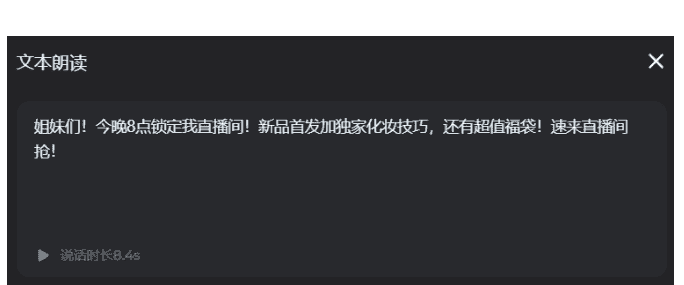 文本朗读
姐妹们！今晚8点锁定我直播间！新品首发加独家化妆技巧，还有超值福袋！速来直播间
抢！
说话时长8.4s